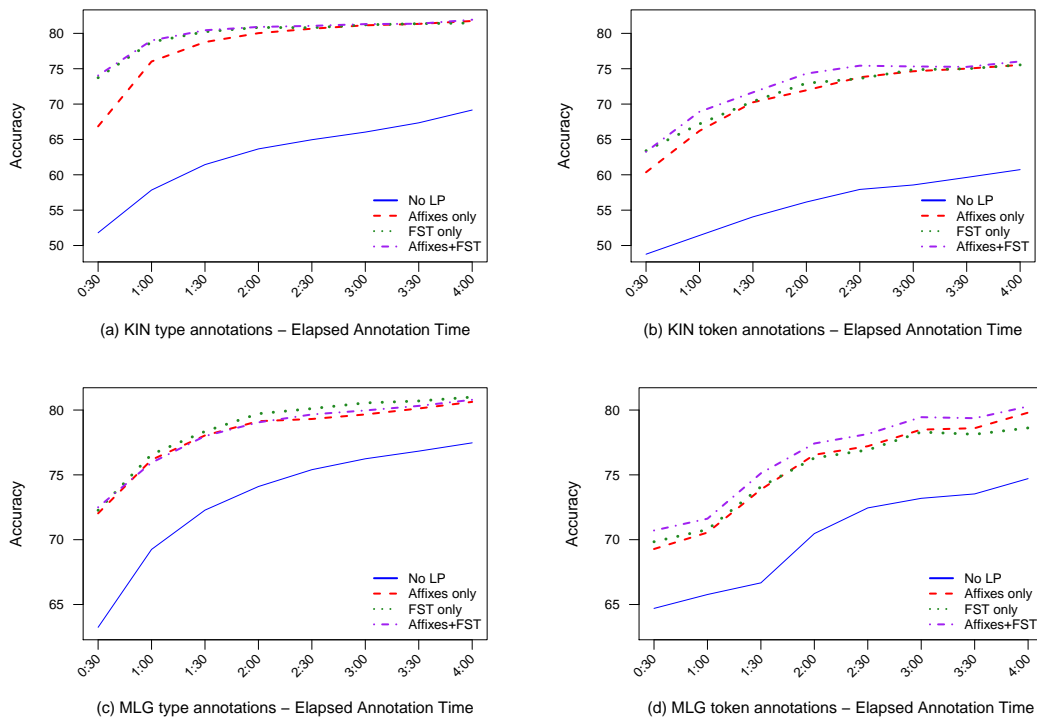 Accuracy
80
75
70
65
60
55
50
No LP
Affixes only
FST only
Affixes+FST
0:30 1:00 1:30 2:00 2:30 3:00 3:30 4:00
(a) KIN type annotations – Elapsed Annotation Time
Accuracy
80
75
70
65
60
55
50
No LP
Affixes only
FST only
Affixes+FST
0:30 1:00 1:30 2:00 2:30 3:00 3:30 4:00
(b) KIN token annotations – Elapsed Annotation Time
Accuracy
80
75
70
65
No LP
Affixes only
FST only
Affixes+FST
0:30 1:00 1:30 2:00 2:30 3:00 3:30 4:00
(c) MLG type annotations – Elapsed Annotation Time
Accuracy
80
75
70
65
No LP
Affixes only
FST only
Affixes+FST
0:30 1:00 1:30 2:00 2:30 3:00 3:30 4:00
(d) MLG token annotations – Elapsed Annotation Time